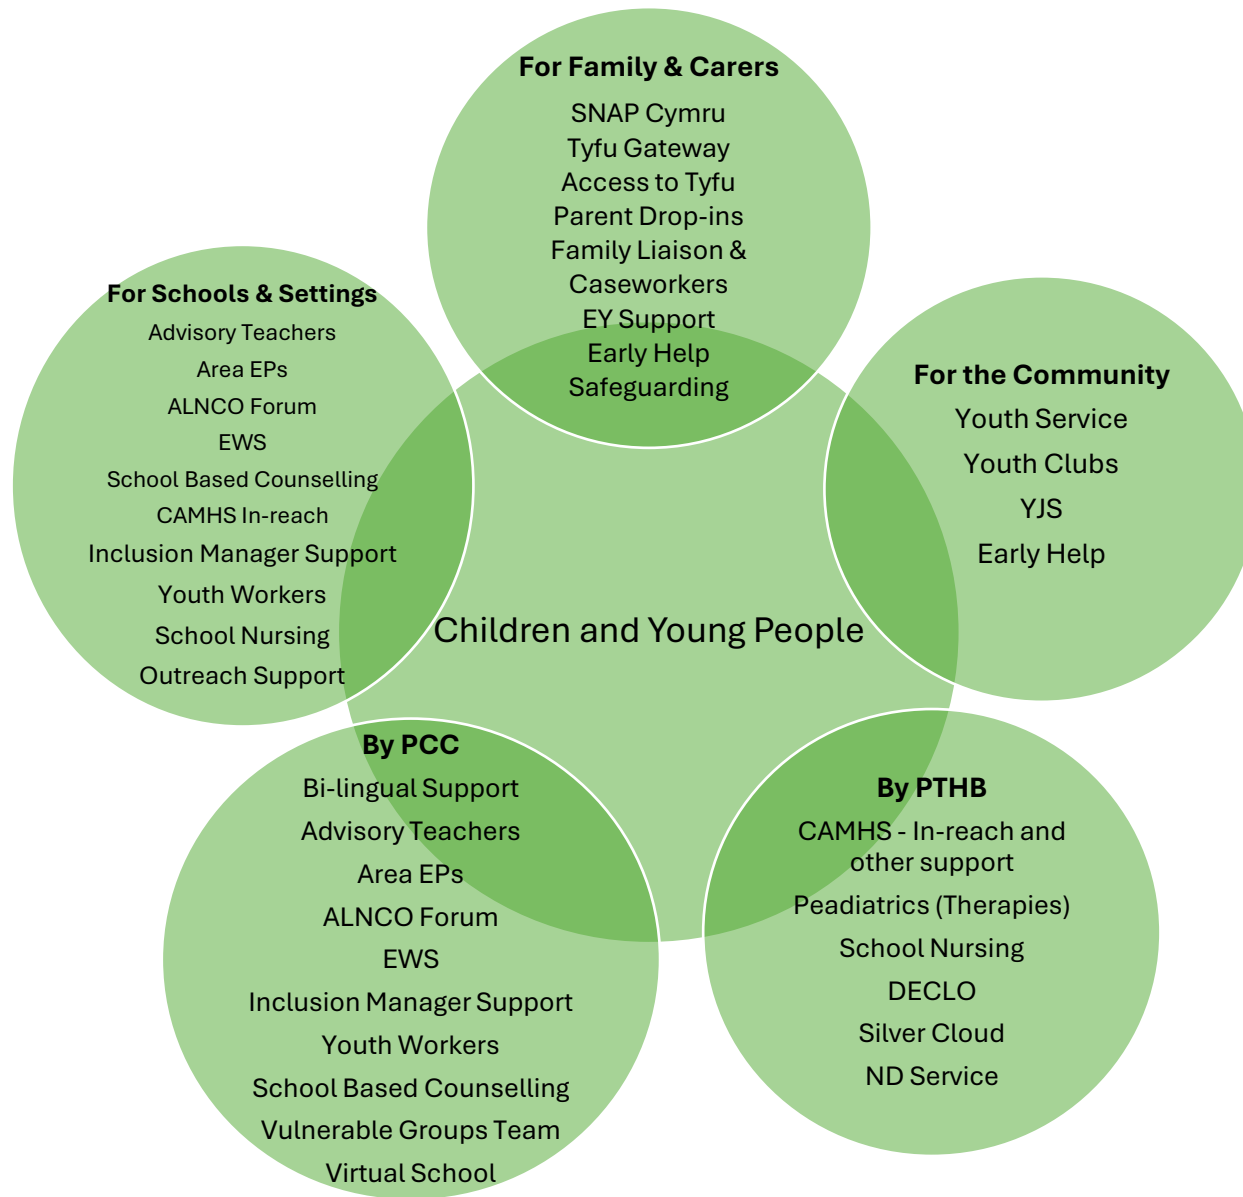 For Family & Carers
SNAP Cymru
Tyfu Gateway
Access to Tyfu
Parent Drop-ins
Family Liaison &
Caseworkers
EY Support
Early Help
Safeguarding
For Schools & Settings
Advisory Teachers
Area EPs
ALNCO Forum
EWS
School Based Counselling
CAMHS In-reach
Inclusion Manager Support
Youth Workers
School Nursing
Outreach Support
For the Community
Youth Service
Youth Clubs
YJS
Early Help
Children and Young People
By PCC
Bi-lingual Support
Advisory Teachers
Area EPs
ALNCO Forum
EWS
Inclusion Manager Support
Youth Workers
School Based Counselling
Vulnerable Groups Team
Virtual School
By PTHB
CAMHS - In-reach and
other support
Peadiatrics (Therapies)
School Nursing
DECLO
Silver Cloud
ND Service